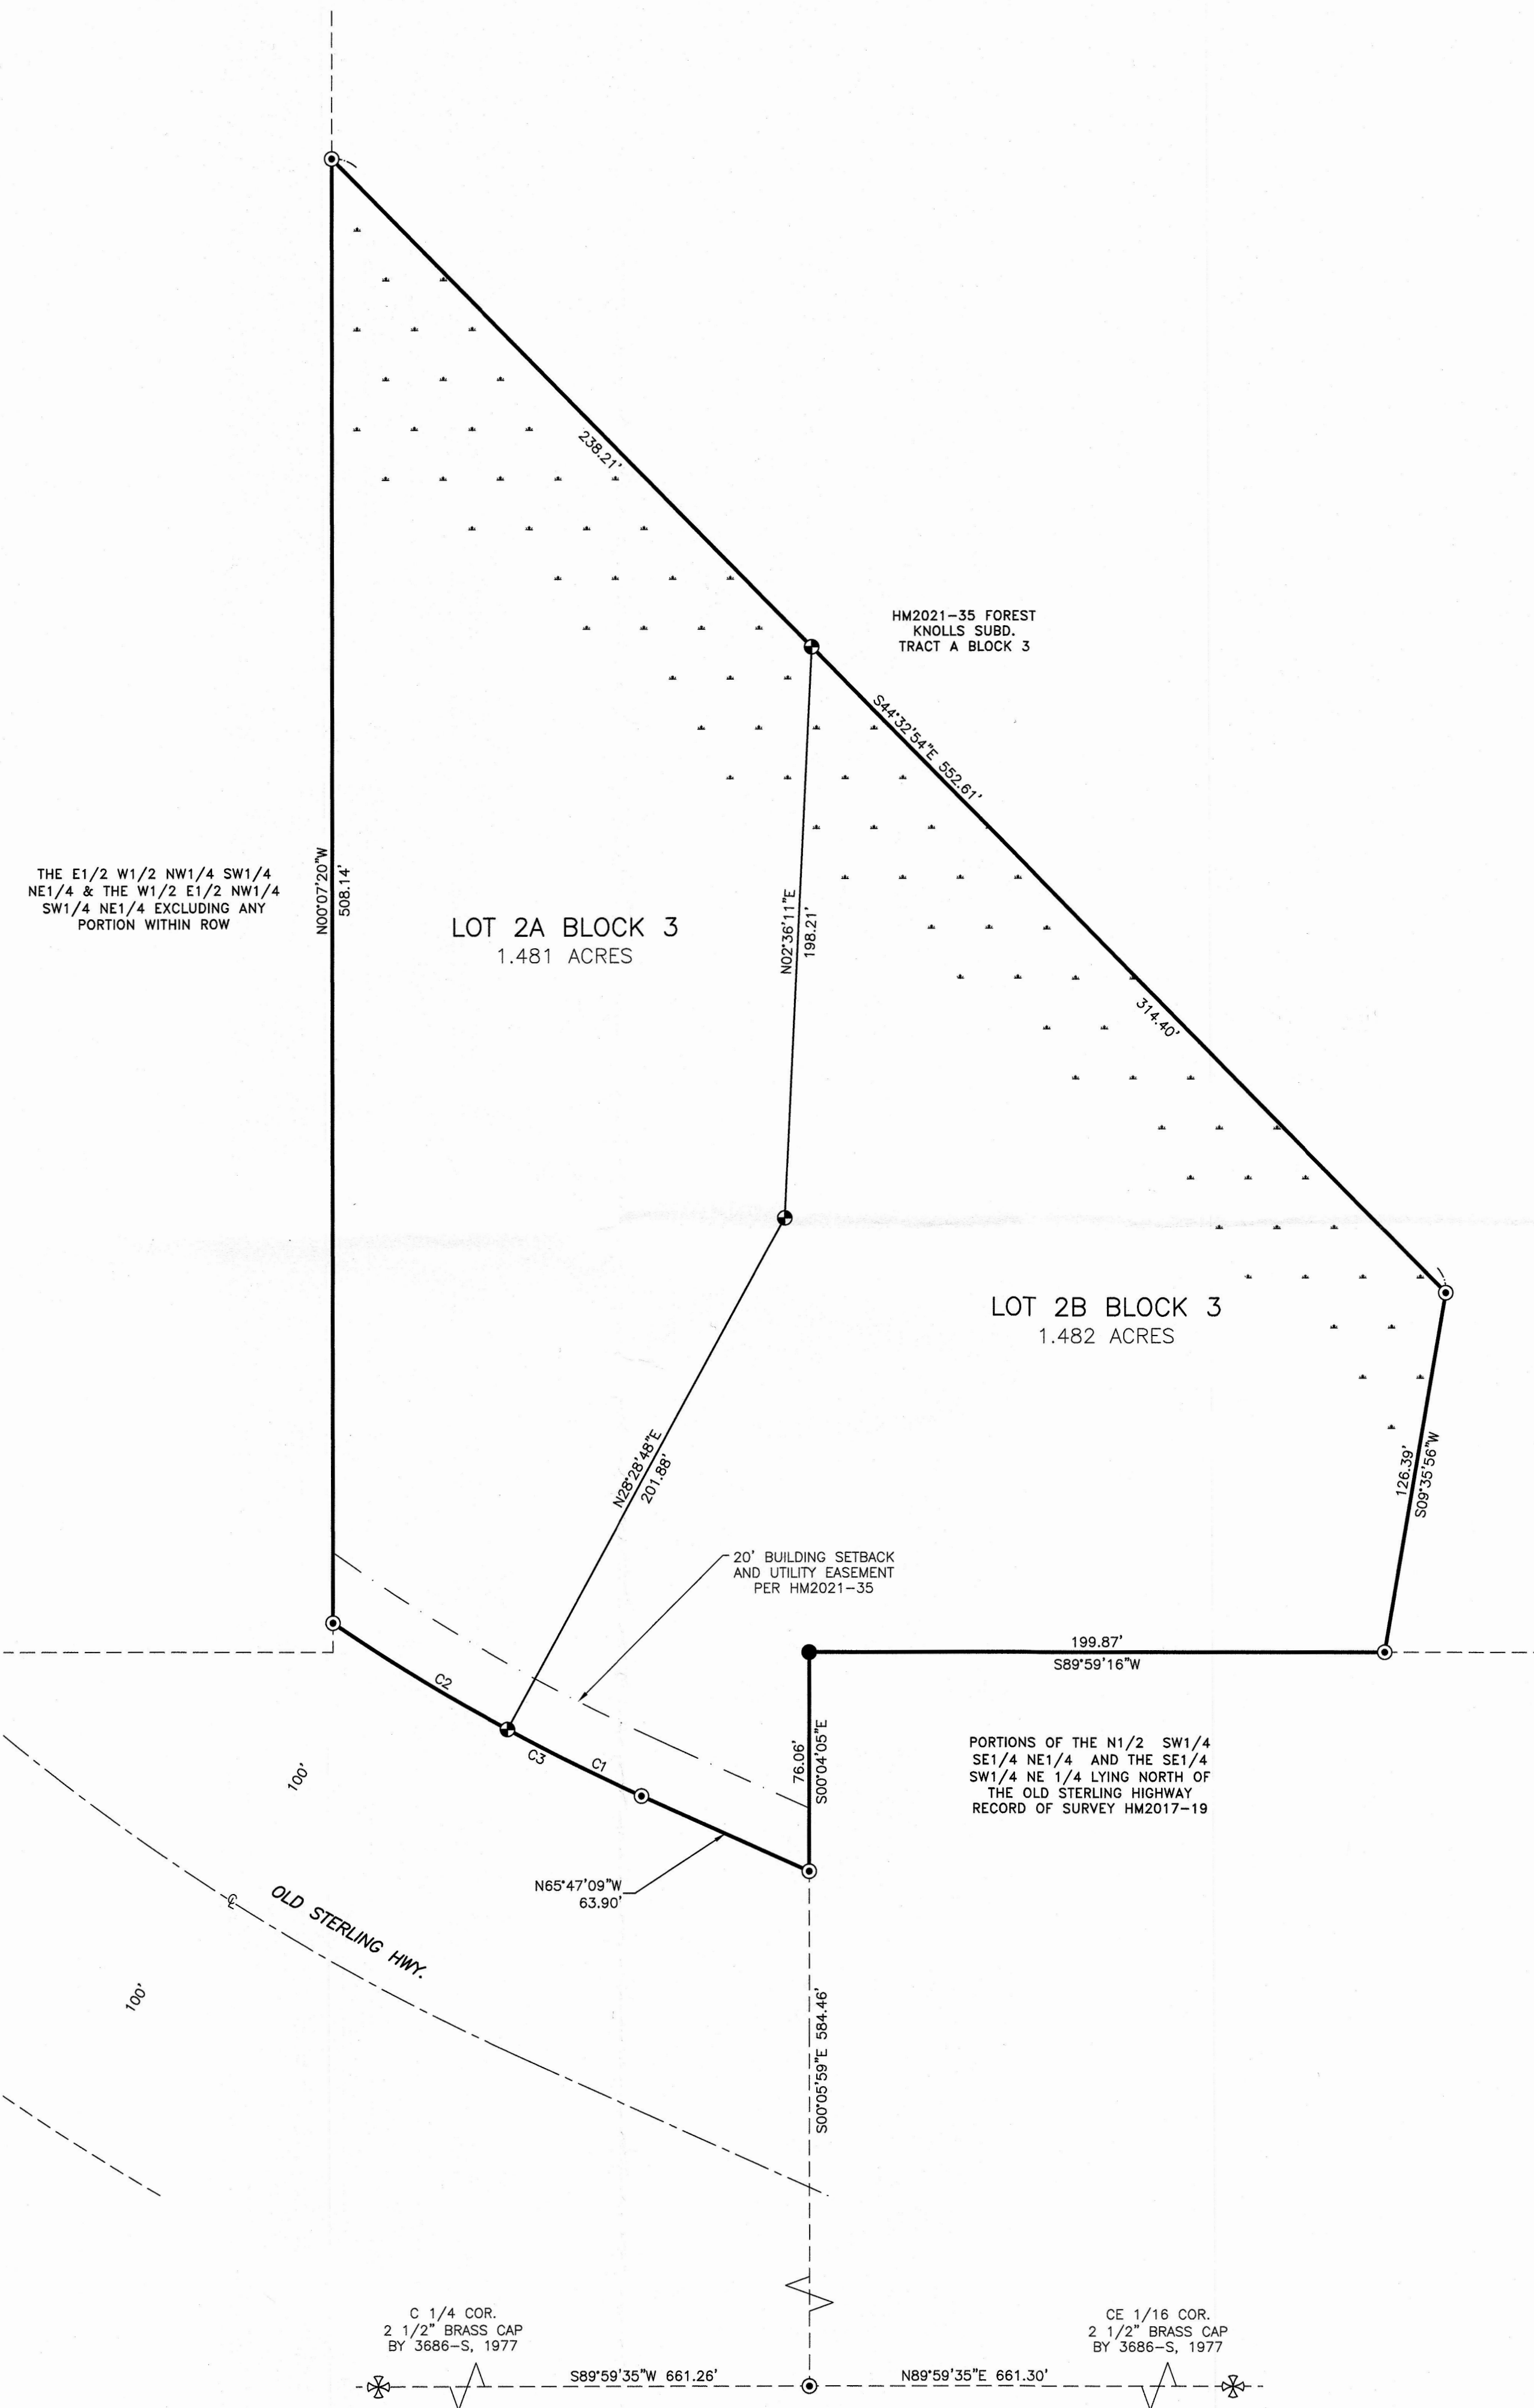 238.21'
HM2021-35 FOREST
KNOLLS SUBD.
TRACT A BLOCK 3
S44°32'54"E 552.61'
THE E1/2 W1/2 NW1/4 SW1/4
NE1/4 & THE W1/2 E1/2 NW1/4
SW1/4 NE1/4 EXCLUDING ANY
PORTION WITHIN ROW
N00°07'20"W
508.14'
LOT 2A BLOCK 3
1.481 ACRES
N02°36'11"E
198.21'
314.40'
LOT 2B BLOCK 3
1.482 ACRES
N28°28'48"E
201.88'
126.39'
S09°35'56"W
20' BUILDING SETBACK
AND UTILITY EASEMENT
PER HM2021-35
199.87'
S89°59'16"W
C2
C3
C1
76.06'
S00°04'05"E
PORTIONS OF THE N1/2 SW1/4
SE1/4 NE1/4 AND THE SE1/4
SW1/4 NE 1/4 LYING NORTH OF
THE OLD STERLING HIGHWAY
RECORD OF SURVEY HM2017-19
100'
N65°47'09"W
63.90'
℄
OLD STERLING HWY.
100'
S00°05'59"E 584.46'
C 1/4 COR.
2 1/2" BRASS CAP
BY 3686-S, 1977
CE 1/16 COR.
2 1/2" BRASS CAP
BY 3686-S, 1977
S89°59'35"W 661.26'
N89°59'35"E 661.30'